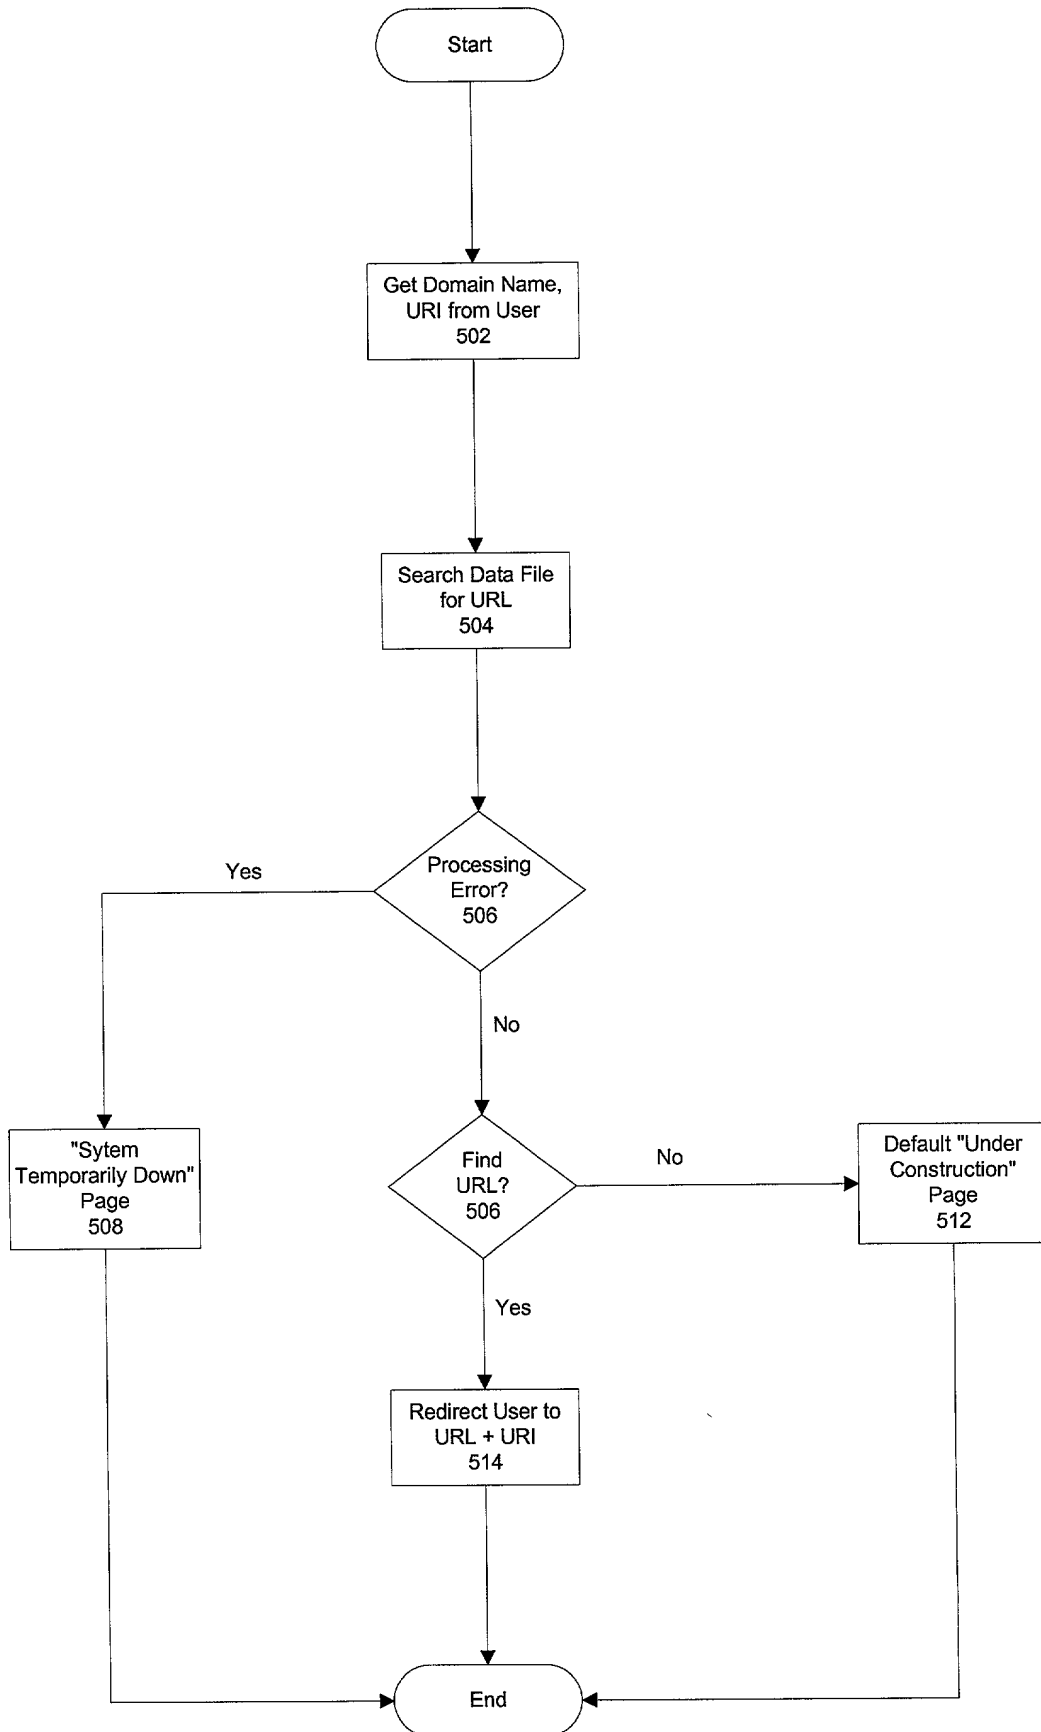 Start
Get Domain Name,
URI from User
502
Search Data File
for URL
504
Processing
Error?
506
Yes
No
"Sytem
Temporarily Down"
Page
508
Find
URL?
506
No
Default "Under
Construction"
Page
512
Yes
Redirect User to
URL + URI
514
End